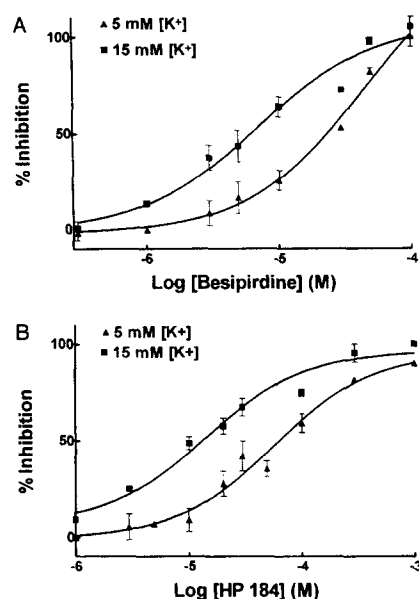 A
▲ 5 mM [K⁺]
■ 15 mM [K⁺]
100
50
0
% Inhibition
-6
-5
-4
Log [Besipirdine] (M)
B
▲ 5 mM [K+]
■ 15 mM [K+]
100
50
0
% Inhibition
-6
-5
-4
-3
Log [HP 184] (M)